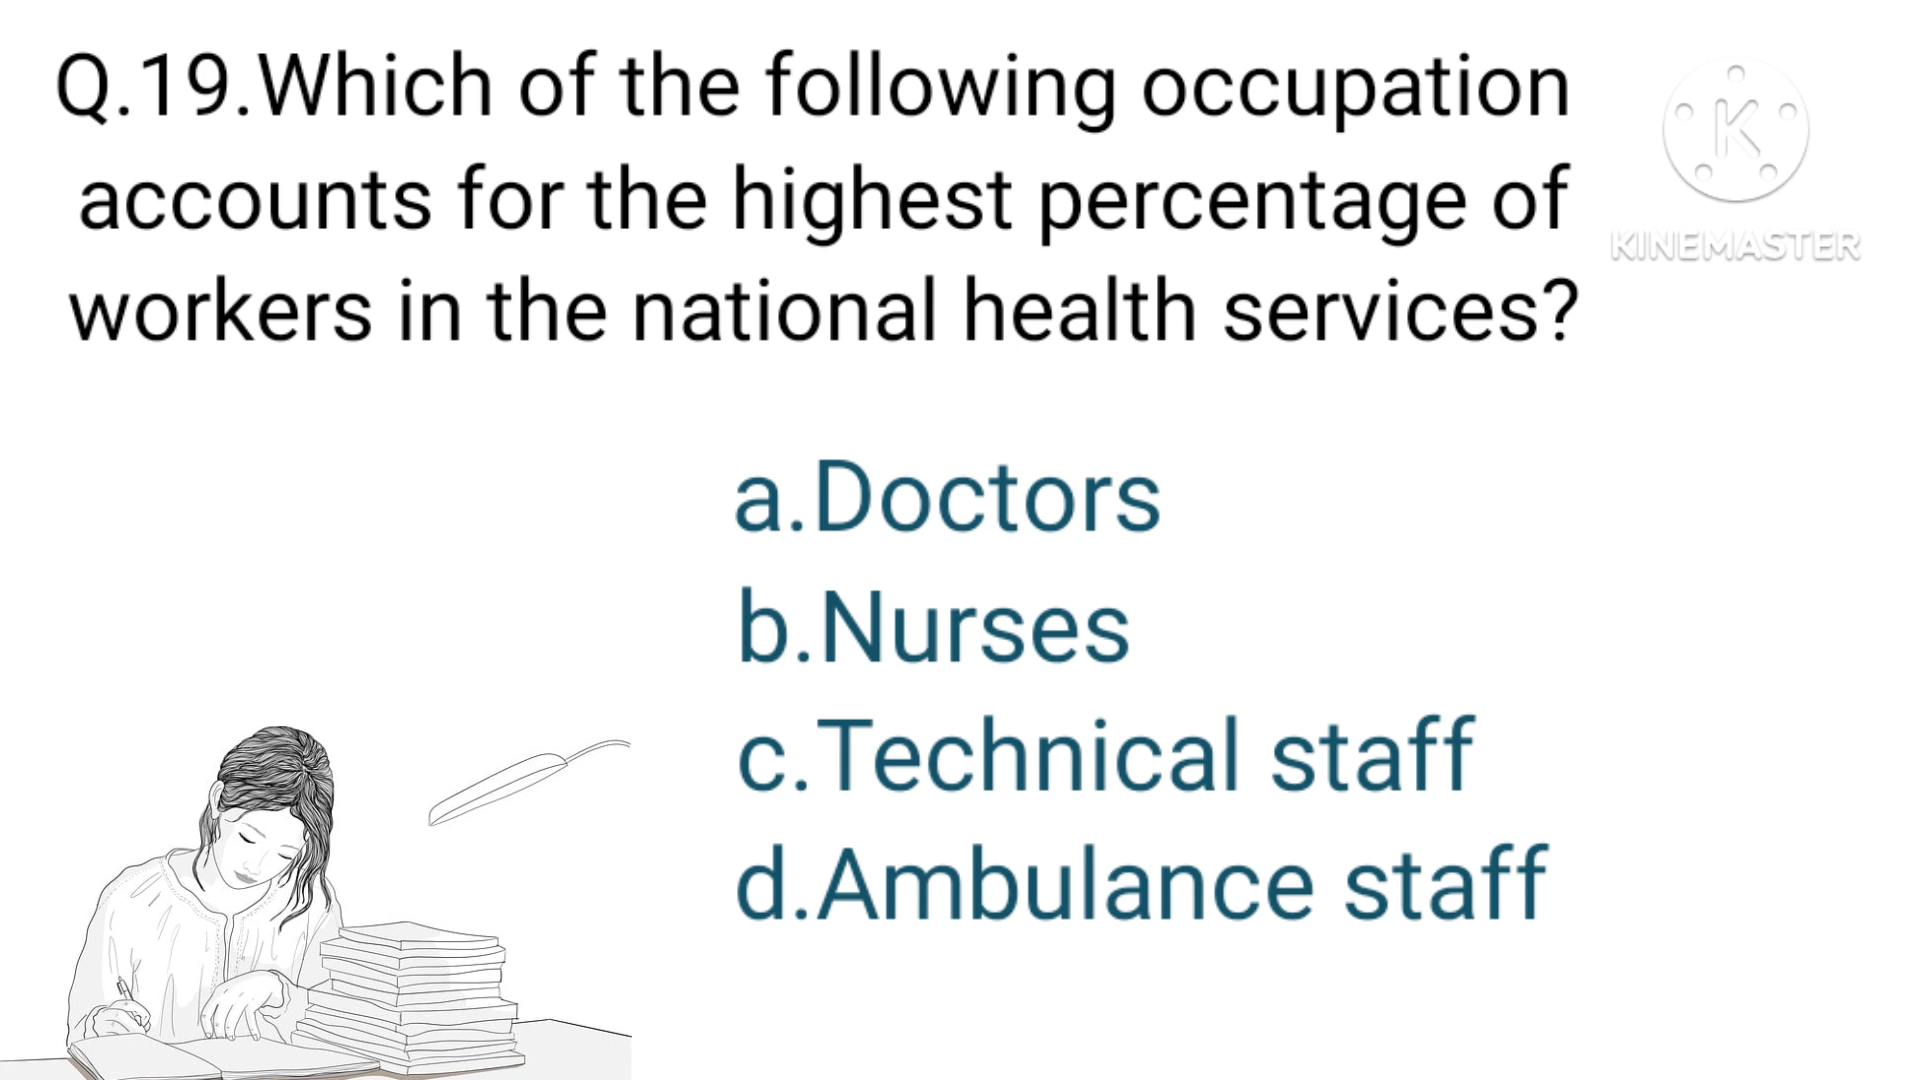 Q.19.Which of the following occupation
accounts for the highest percentage of
workers in the national health services?
K
KINEMASTER
a.Doctors
b.Nurses
c.Technical staff
d.Ambulance staff